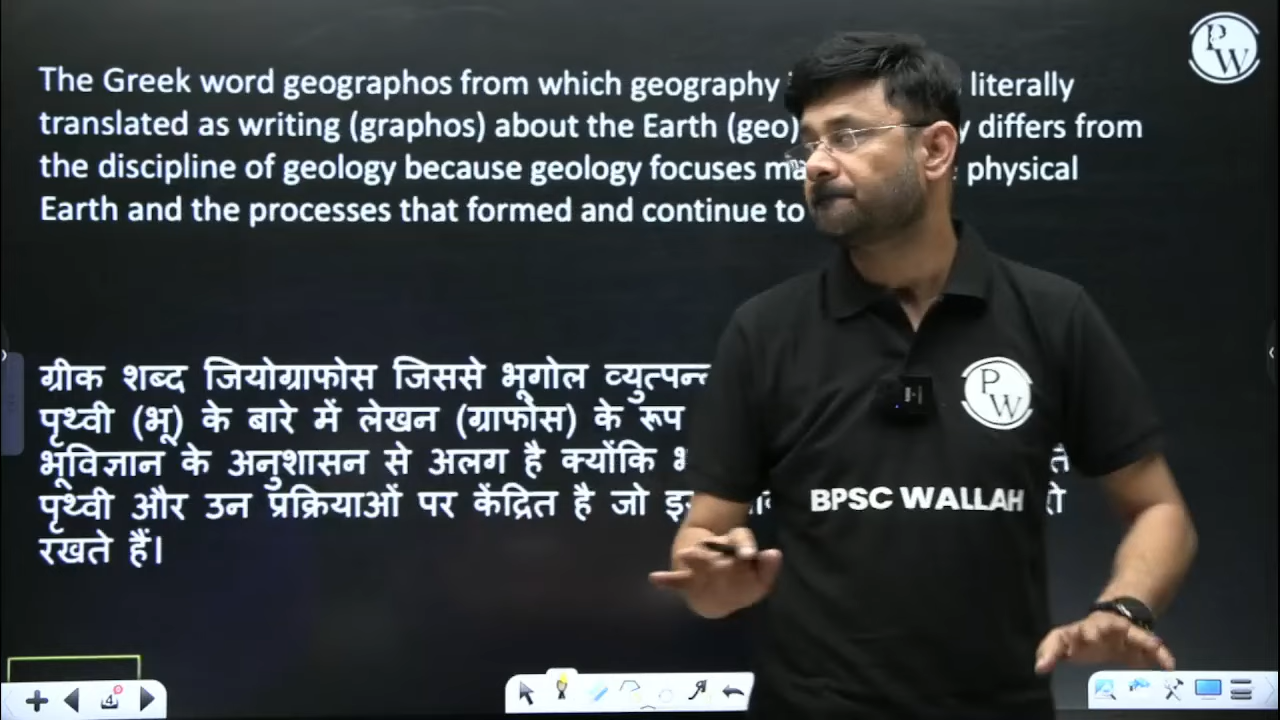 The Greek word geographos from which geography literally
translated as writing (graphos) about the Earth (geo) differs from
the discipline of geology because geology focuses physical
Earth and the processes that formed and continue to
ग्रीक शब्द जियोग्राफोस जिससे भूगोल
पृथ्वी (भू) के बारे में लेखन (ग्राफोस) के रूप
भूविज्ञान के अनुशासन से अलग है क्योंकि
पृथ्वी और उन प्रक्रियाओं पर केंद्रित है जो
रखते हैं।
PW
PW
BPSC WALLAH
4